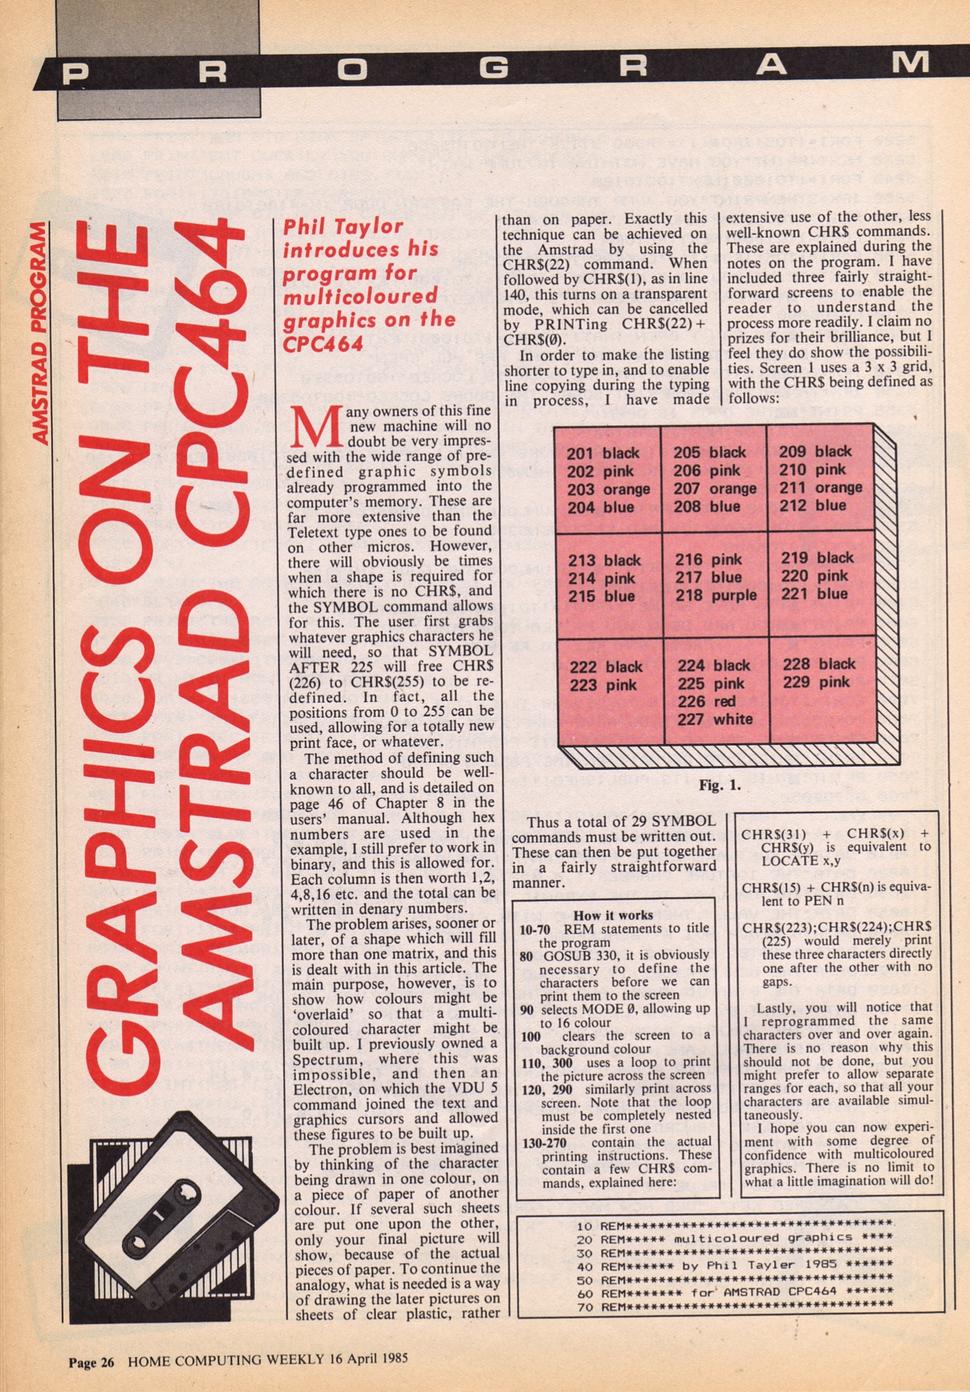 PROGRAM
AMSTRAD PROGRAM
GRAPHICS ON THE
AMSTRAD CPC464
Phil Taylor
introduces his
program for
multicoloured
graphics on the
CPC464
Many owners of this fine
new machine will no
doubt be very impres-
sed with the wide range of pre-
defined graphic symbols
already programmed into the
computer's memory. These are
far more extensive than the
Teletext type ones to be found
on other micros. However,
there will obviously be times
when a shape is required for
which there is no CHR$, and
the SYMBOL command allows
for this. The user first grabs
whatever graphics characters he
will need, so that SYMBOL
AFTER 225 will free CHR$
(226) to CHR$(255) to be re-
defined. In fact, all the
positions from 0 to 255 can be
used, allowing for a totally new
print face, or whatever.
The method of defining such
a character should be well-
known to all, and is detailed on
page 46 of Chapter 8 in the
users' manual. Although hex
numbers are used in the
example, I still prefer to work in
binary, and this is allowed for.
Each column is then worth 1,2,
4,8,16 etc. and the total can be
written in denary numbers.
The problem arises, sooner or
later, of a shape which will fill
more than one matrix, and this
is dealt with in this article. The
main purpose, however, is to
show how colours might be
'overlaid' so that a multi-
coloured character might be
built up. I previously owned a
Spectrum, where this was
impossible, and then an
Electron, on which the VDU 5
command joined the text and
graphics cursors and allowed
these figures to be built up.
The problem is best imagined
by thinking of the character
being drawn in one colour, on
a piece of paper of another
colour. If several such sheets
are put one upon the other,
only your final picture will
show, because of the actual
pieces of paper. To continue the
analogy, what is needed is a way
of drawing the later pictures on
sheets of clear plastic, rather
than on paper. Exactly this
technique can be achieved on
the Amstrad by using the
CHR$(22) command. When
followed by CHR$(1), as in line
140, this turns on a transparent
mode, which can be cancelled
by PRINTing CHR$(22)+
CHR$(0).
In order to make the listing
shorter to type in, and to enable
line copying during the typing
in process, I have made
extensive use of the other, less
well-known CHR$ commands.
These are explained during the
notes on the program. I have
included three fairly straight-
forward screens to enable the
reader to understand the
process more readily. I claim no
prizes for their brilliance, but I
feel they do show the possibili-
ties. Screen 1 uses a 3 x 3 grid,
with the CHR$ being defined as
follows:
201 black
202 pink
203 orange
204 blue
205 black
206 pink
207 orange
208 blue
209 black
210 pink
211 orange
212 blue
213 black
214 pink
215 blue
216 pink
217 blue
218 purple
219 black
220 pink
221 blue
222 black
223 pink
224 black
225 pink
226 red
227 white
228 black
229 pink
Fig. 1.
Thus a total of 29 SYMBOL
commands must be written out.
These can then be put together
in a fairly straightforward
manner.
How it works
10-70 REM statements to title
the program
80 GOSUB 330, it is obviously
necessary to define the
characters before we can
print them to the screen
90 selects MODE 0, allowing up
to 16 colour
100 clears the screen to a
background colour
110, 300 uses a loop to print
the picture across the screen
120, 290 similarly print across
screen. Note that the loop
must be completely nested
inside the first one
130-270 contain the actual
printing instructions. These
contain a few CHR$ com-
mands, explained here:
CHR$(31) + CHR$(x) +
CHR$(y) is equivalent to
LOCATE x,y
CHR$(15) + CHR$(n) is equiva-
lent to PEN n
CHR$(223);CHR$(224);CHR$
(225) would merely print
these three characters directly
one after the other with no
gaps.
Lastly, you will notice that
I reprogrammed the same
characters over and over again.
There is no reason why this
should not be done, but you
might prefer to allow separate
ranges for each, so that all your
characters are available simul-
taneously.
I hope you can now experi-
ment with some degree of
confidence with multicoloured
graphics. There is no limit to
what a little imagination will do!
10 REM*********************************
20 REM***** multicoloured graphics ****
30 REM*********************************
40 REM****** by Phil Tayler 1985 ******
50 REM*********************************
60 REM******* for AMSTRAD CPC464 ******
70 REM*********************************
Page 26 HOME COMPUTING WEEKLY 16 April 1985